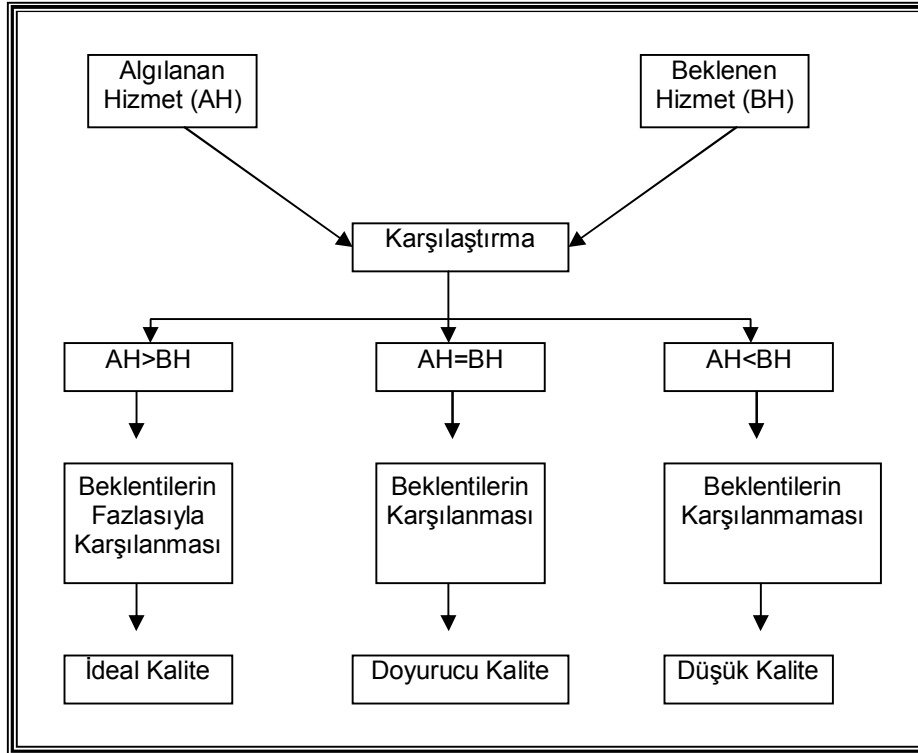 Algılanan
Hizmet (AH)
Beklenen
Hizmet (BH)
Karşılaştırma
AH>BH
AH=BH
AH<BH
Beklentilerin
Fazlasıyla
Karşılanması
Beklentilerin
Karşılanması
Beklentilerin
Karşılanmaması
İdeal Kalite
Doyurucu Kalite
Düşük Kalite